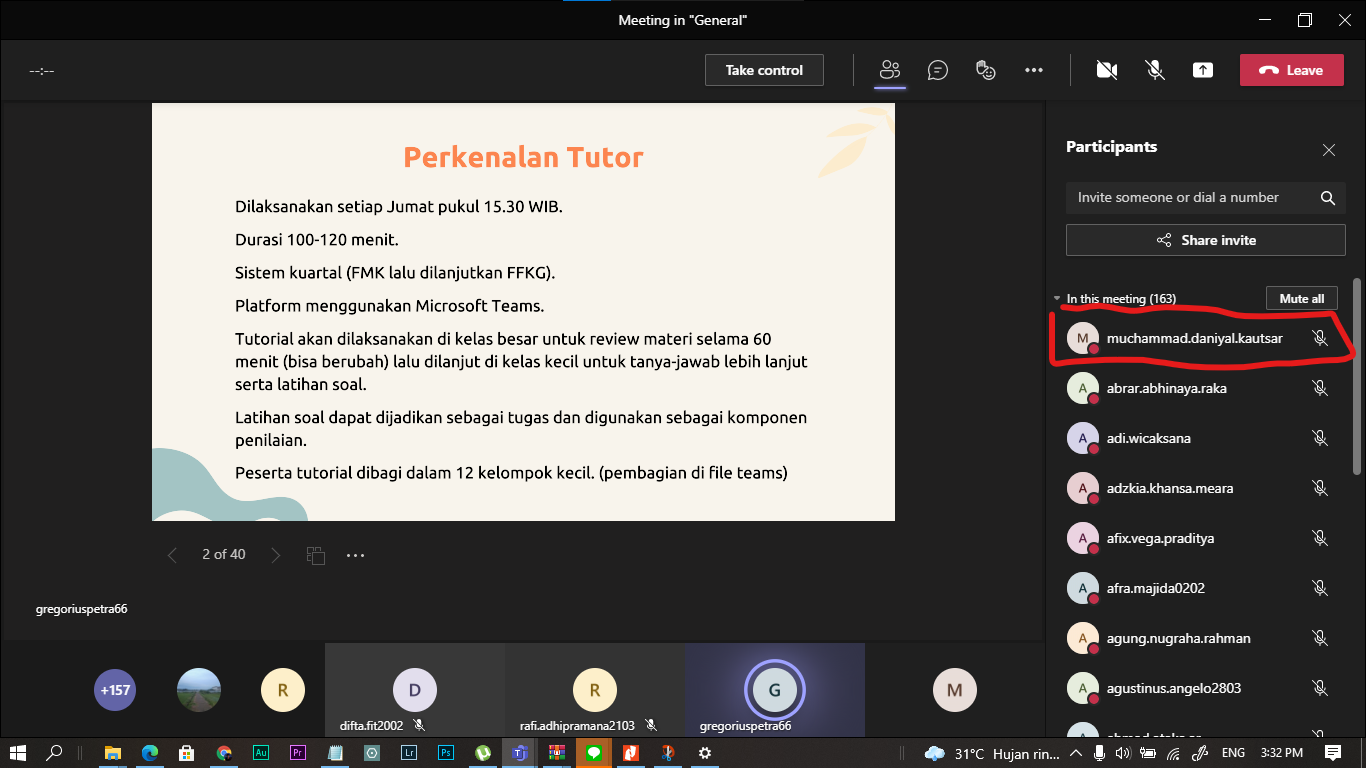 Meeting in "General"
--:--
Take control
Leave
Perkenalan Tutor
Dilaksanakan setiap Jumat pukul 15.30 WIB.
Durasi 100-120 menit.
Sistem kuartal (FMK lalu dilanjutkan FFKG).
Platform menggunakan Microsoft Teams.
Tutorial akan dilaksanakan di kelas besar untuk review materi selama 60
menit (bisa berubah) lalu dilanjut di kelas kecil untuk tanya-jawab lebih lanjut
serta latihan soal.
Latihan soal dapat dijadikan sebagai tugas dan digunakan sebagai komponen
penilaian.
Peserta tutorial dibagi dalam 12 kelompok kecil. (pembagian di file teams)
2 of 40
gregoriuspetra66
+157
R
D
difta.fit2002
R
rafi.adhipramana2103
G
gregoriuspetra66
M
Participants
Invite someone or dial a number
Share invite
In this meeting (163)
Mute all
M muchammad.daniyal.kautsar
A abrar.abhinaya.raka
A adi.wicaksana
A adzkia.khansa.meara
A afix.vega.praditya
A afra.majida0202
A agung.nugraha.rahman
A agustinus.angelo2803
Au
Pr
Lr
Ps
31°C Hujan rin...
ENG
3:32 PM